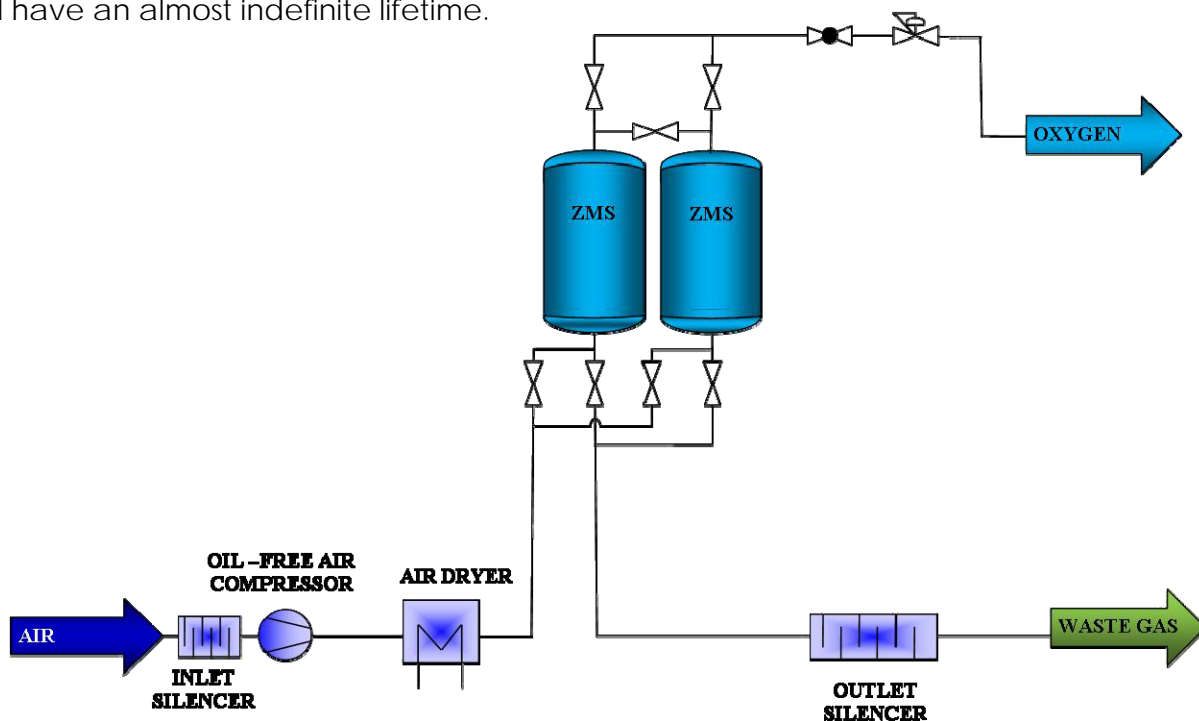 l have an almost indefinite lifetime.
OXYGEN
ZMS
ZMS
OIL –FREE AIR
COMPRESSOR
AIR DRYER
AIR
INLET
SILENCER
WASTE GAS
OUTLET
SILENCER